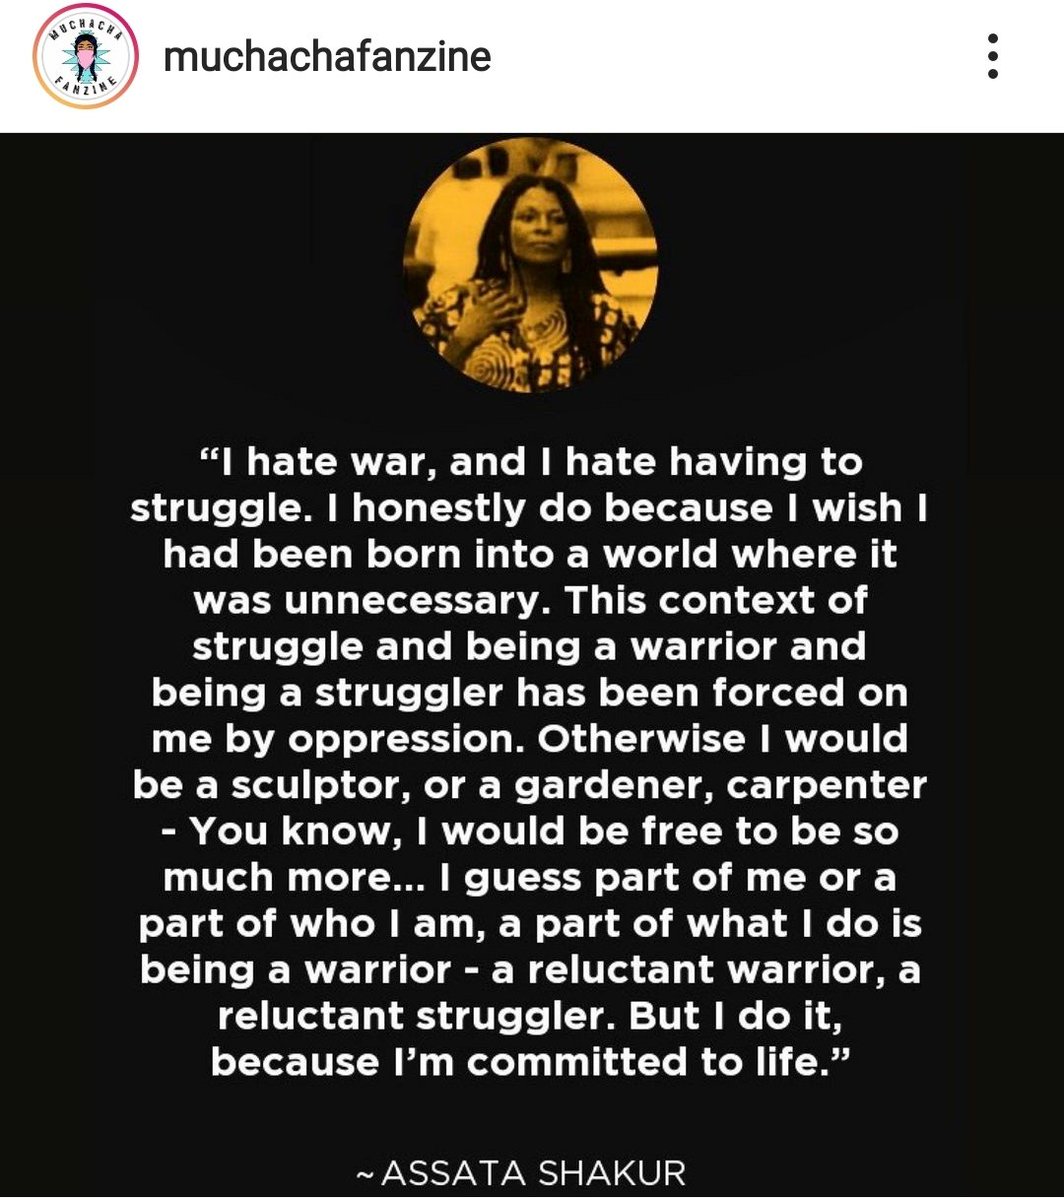 MUCHACHA
FANZINE
muchachafanzine
“I hate war, and I hate having to
struggle. I honestly do because I wish I
had been born into a world where it
was unnecessary. This context of
struggle and being a warrior and
being a struggler has been forced on
me by oppression. Otherwise I would
be a sculptor, or a gardener, carpenter
- You know, I would be free to be so
much more... I guess part of me or a
part of who I am, a part of what I do is
being a warrior - a reluctant warrior, a
reluctant struggler. But I do it,
because I’m committed to life.”
~ASSATA SHAKUR